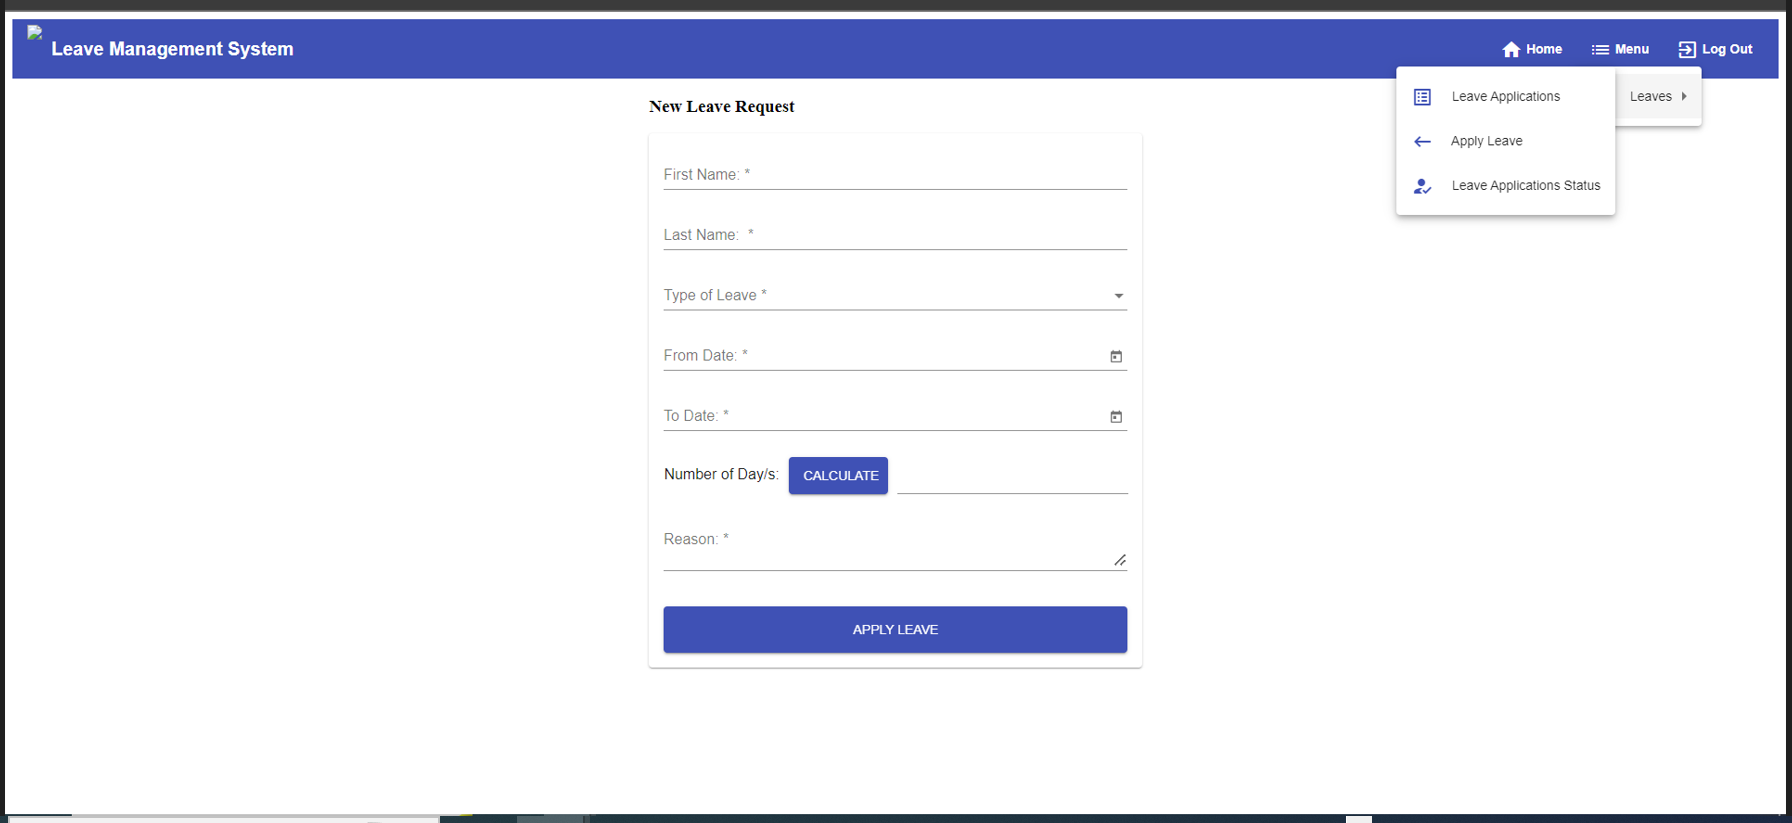 Leave Management System
Home
Menu
Log Out
Leaves
Leave Applications
Apply Leave
Leave Applications Status
New Leave Request
First Name: *
Last Name: *
Type of Leave *
From Date: *
To Date: *
Number of Day/s: CALCULATE
Reason: *
APPLY LEAVE